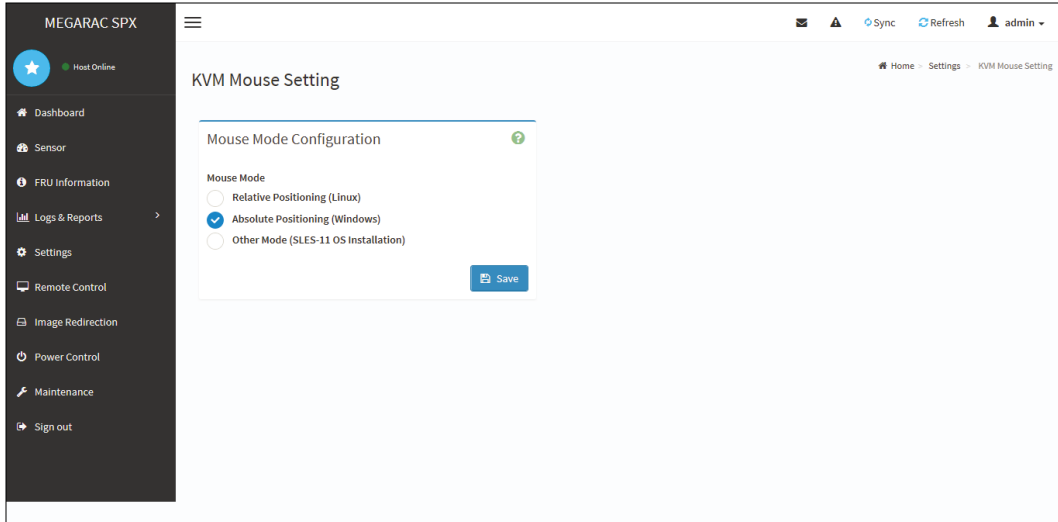 MEGARAC SPX
Sync
Refresh
admin
Host Online
KVM Mouse Setting
Home > Settings > KVM Mouse Setting
Dashboard
Sensor
FRU Information
Logs & Reports >
Settings
Remote Control
Image Redirection
Power Control
Maintenance
Sign out
Mouse Mode Configuration
Mouse Mode
Relative Positioning (Linux)
Absolute Positioning (Windows)
Other Mode (SLES-11 OS Installation)
Save